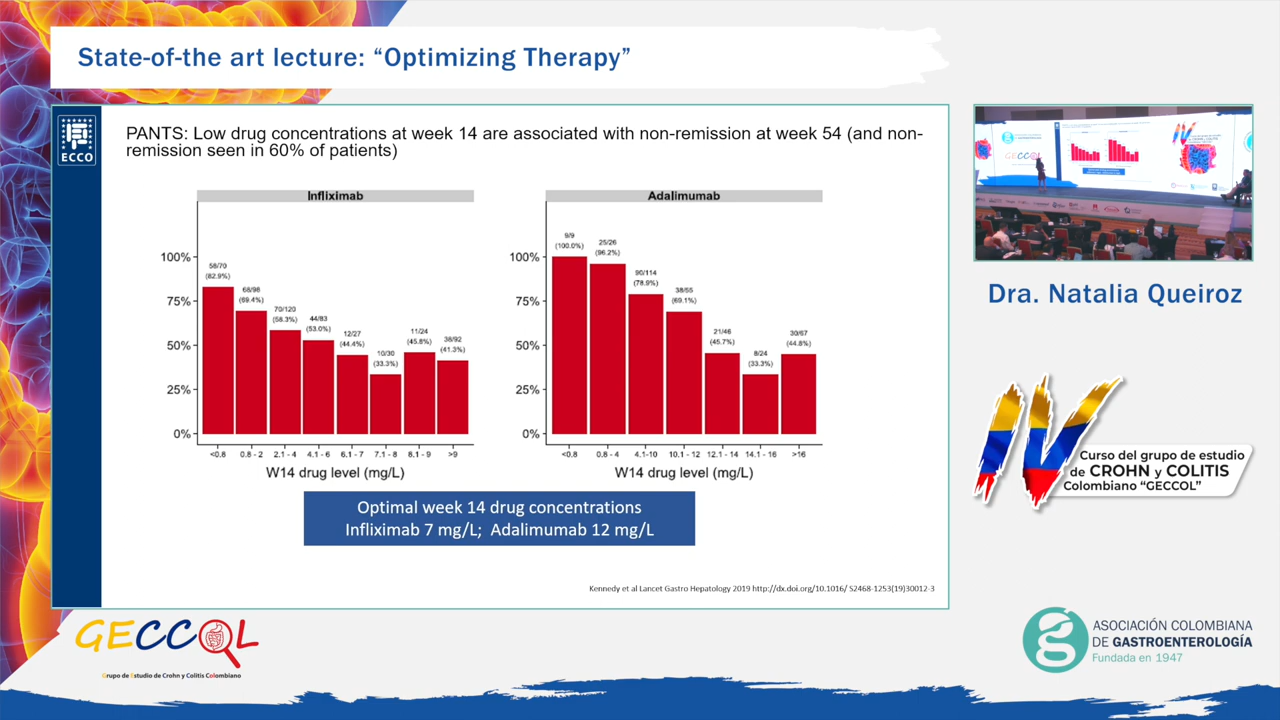 State-of-the art lecture: “Optimizing Therapy”
ECCO
PANTS: Low drug concentrations at week 14 are associated with non-remission at week 54 (and non-
remission seen in 60% of patients)
Infliximab
100%
75%
50%
25%
0%
58/70
(82.9%)
68/98
(69.4%)
70/120
(58.3%)
44/83
(53.0%)
12/27
(44.4%)
10/30
(33.3%)
11/24
(45.8%)
38/92
(41.3%)
<0.8 0.8 - 2 2.1 - 4 4.1 - 6 6.1 - 7 7.1 - 8 8.1 - 9 >9
W14 drug level (mg/L)
Adalimumab
100%
75%
50%
25%
0%
9/9
(100.0%)
25/26
(96.2%)
90/114
(78.9%)
38/55
(69.1%)
21/46
(45.7%)
8/24
(33.3%)
30/67
(44.8%)
<0.8 0.8 - 4 4.1-10 10.1 - 12 12.1 - 14 14.1 - 16 >16
W14 drug level (mg/L)
Optimal week 14 drug concentrations
Infliximab 7 mg/L; Adalimumab 12 mg/L
Kennedy et al Lancet Gastro Hepatology 2019 http://dx.doi.org/10.1016/ S2468-1253(19)30012-3
Dra. Natalia Queiroz
IV
Curso del grupo de estudio
de CROHN y COLITIS
Colombiano “GECCOL”
GECCOL
Grupo de Estudio de Crohn y Colitis Colombiano
ASOCIACIÓN COLOMBIANA
DE GASTROENTEROLOGÍA
Fundada en 1947